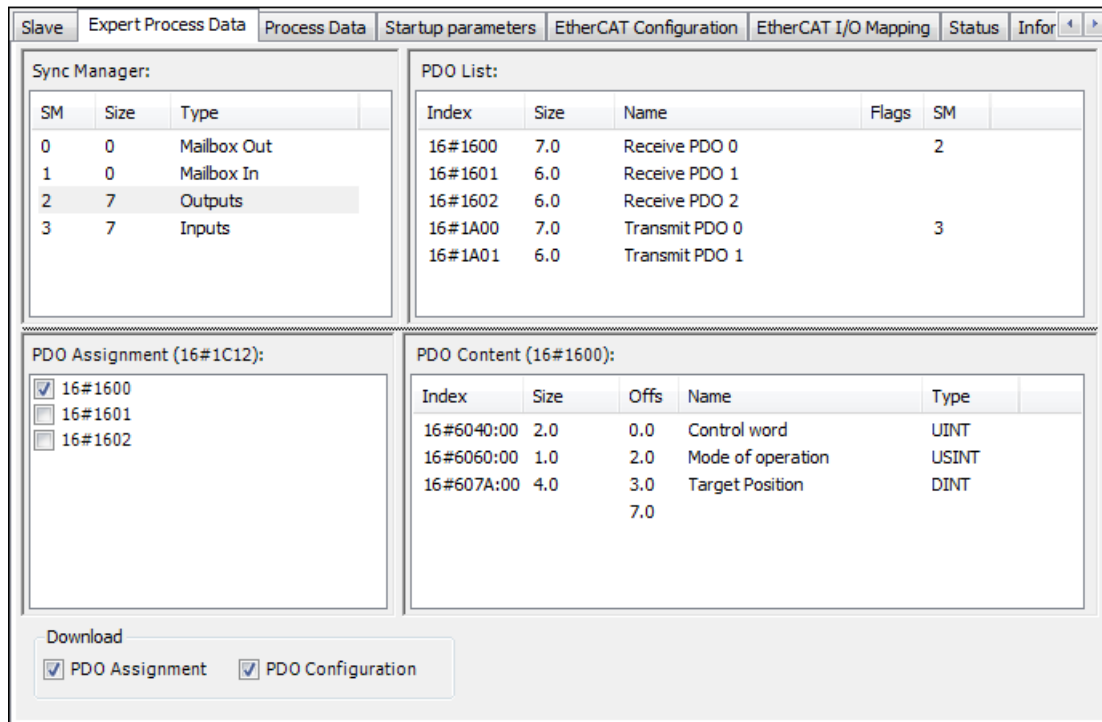 Slave Expert Process Data Process Data Startup parameters EtherCAT Configuration EtherCAT I/O Mapping Status Infor
Sync Manager:
SM Size Type
0 0 Mailbox Out
1 0 Mailbox In
2 7 Outputs
3 7 Inputs
PDO List:
Index Size Name Flags SM
16#1600 7.0 Receive PDO 0 2
16#1601 6.0 Receive PDO 1
16#1602 6.0 Receive PDO 2
16#1A00 7.0 Transmit PDO 0 3
16#1A01 6.0 Transmit PDO 1
PDO Assignment (16#1C12):
16#1600
16#1601
16#1602
PDO Content (16#1600):
Index Size Offs Name Type
16#6040:00 2.0 0.0 Control word UINT
16#6060:00 1.0 2.0 Mode of operation USINT
16#607A:00 4.0 3.0 Target Position DINT
7.0
Download
PDO Assignment PDO Configuration